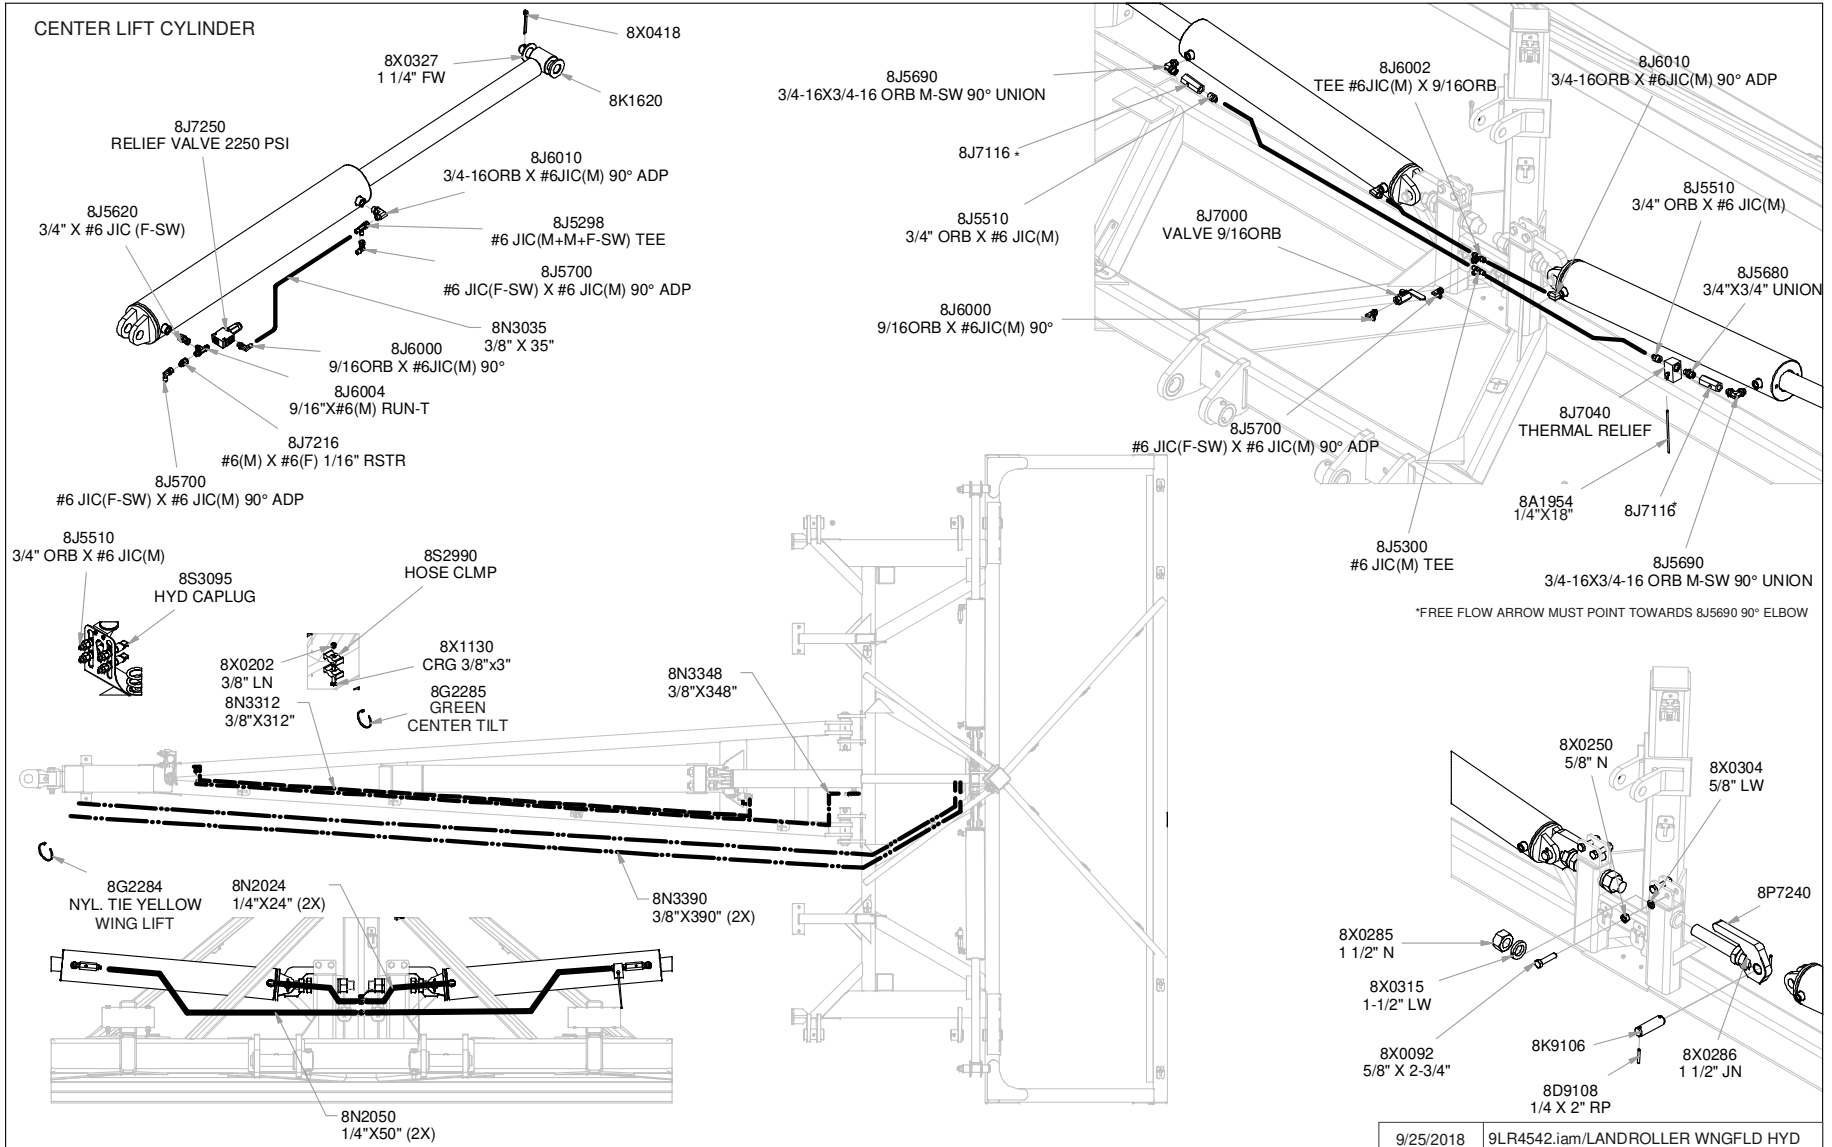 CENTER LIFT CYLINDER
8X0418
8X0327
1 1/4" FW
8K1620
8J7250
RELIEF VALVE 2250 PSI
8J6010
3/4-16ORB X #6JIC(M) 90° ADP
8J5620
3/4" X #6 JIC (F-SW)
8J5298
#6 JIC(M+M+F-SW) TEE
8J5700
#6 JIC(F-SW) X #6 JIC(M) 90° ADP
8N3035
3/8" X 35"
8J6000
9/16ORB X #6JIC(M) 90°
8J6004
9/16"X#6(M) RUN-T
8J7216
#6(M) X #6(F) 1/16" RSTR
8J5700
#6 JIC(F-SW) X #6 JIC(M) 90° ADP
8J5690
3/4-16X3/4-16 ORB M-SW 90° UNION
8J6002
TEE #6JIC(M) X 9/16ORB
8J6010
3/4-16ORB X #6JIC(M) 90° ADP
8J7116 *
8J5510
3/4" ORB X #6 JIC(M)
8J7000
VALVE 9/16ORB
8J5510
3/4" ORB X #6 JIC(M)
8J5680
3/4"X3/4" UNION
8J6000
9/16ORB X #6JIC(M) 90°
8J5700
#6 JIC(F-SW) X #6 JIC(M) 90° ADP
8J7040
THERMAL RELIEF
8A1954
1/4"X18"
8J7116*
8J5300
#6 JIC(M) TEE
8J5690
3/4-16X3/4-16 ORB M-SW 90° UNION
*FREE FLOW ARROW MUST POINT TOWARDS 8J5690 90° ELBOW
8J5510
3/4" ORB X #6 JIC(M)
8S3095
HYD CAPLUG
8S2990
HOSE CLMP
8X0202
3/8" LN
8X1130
CRG 3/8"x3"
8N3312
3/8"X312"
8G2285
GREEN
CENTER TILT
8N3348
3/8"X348"
8G2284
NYL. TIE YELLOW
WING LIFT
8N2024
1/4"X24" (2X)
8N3390
3/8"X390" (2X)
8N2050
1/4"X50" (2X)
8X0250
5/8" N
8X0304
5/8" LW
8P7240
8X0285
1 1/2" N
8X0315
1-1/2" LW
8X0092
5/8" X 2-3/4"
8K9106
8X0286
1 1/2" JN
8D9108
1/4 X 2" RP
9/25/2018 9LR4542.iam/LANDROLLER WNGFLD HYD